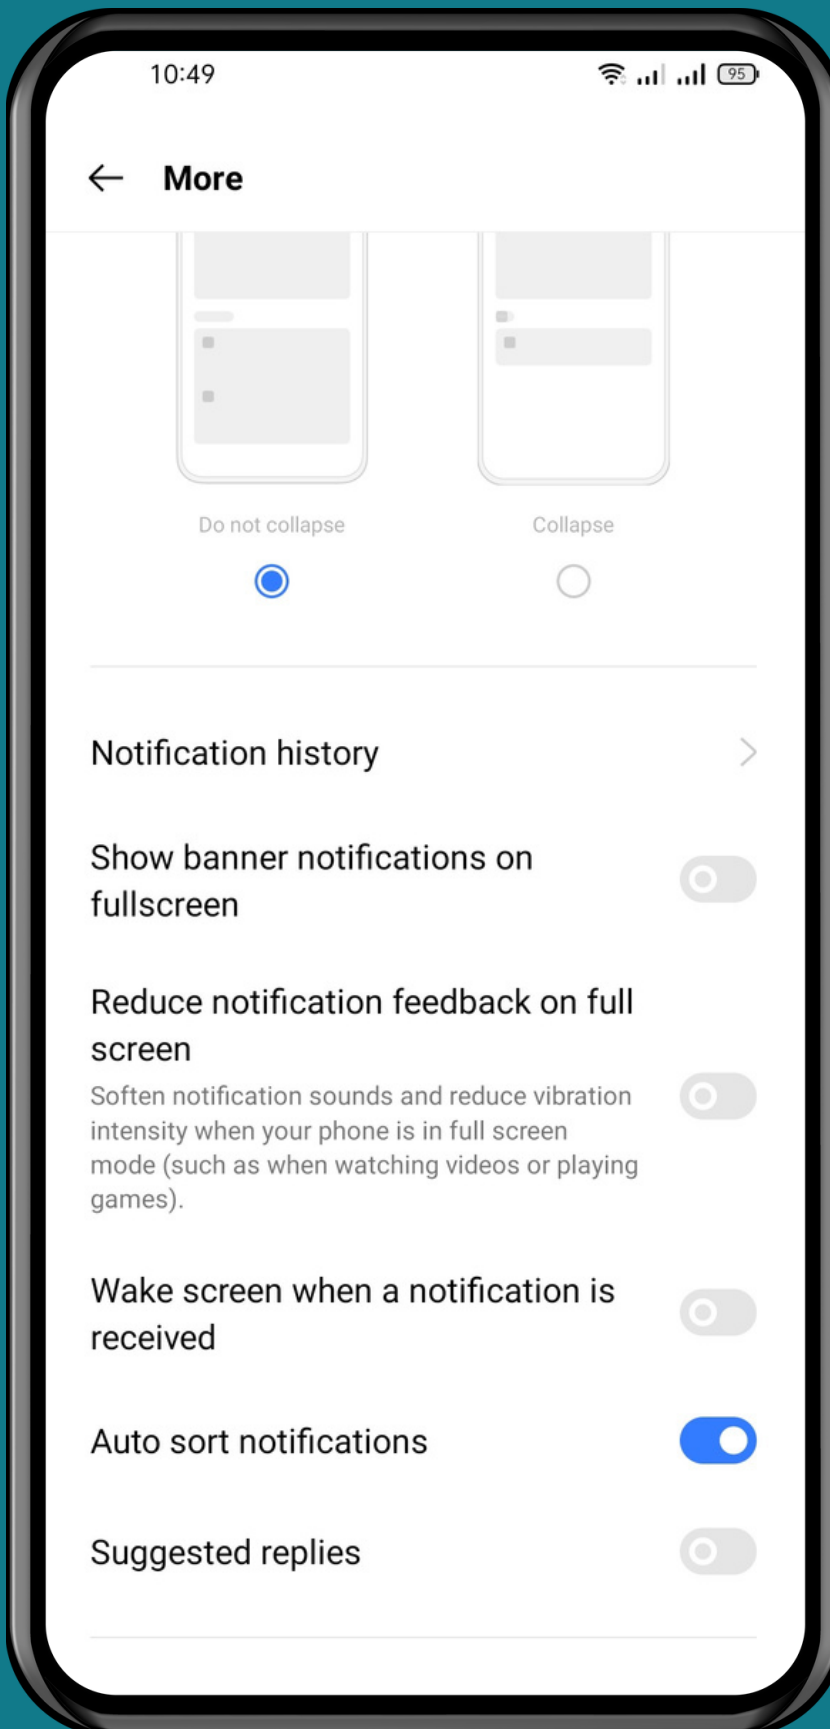 10:49
95
More
Do not collapse
Collapse
Notification history
Show banner notifications on
fullscreen
Reduce notification feedback on full
screen
Soften notification sounds and reduce vibration
intensity when your phone is in full screen
mode (such as when watching videos or playing
games).
Wake screen when a notification is
received
Auto sort notifications
Suggested replies